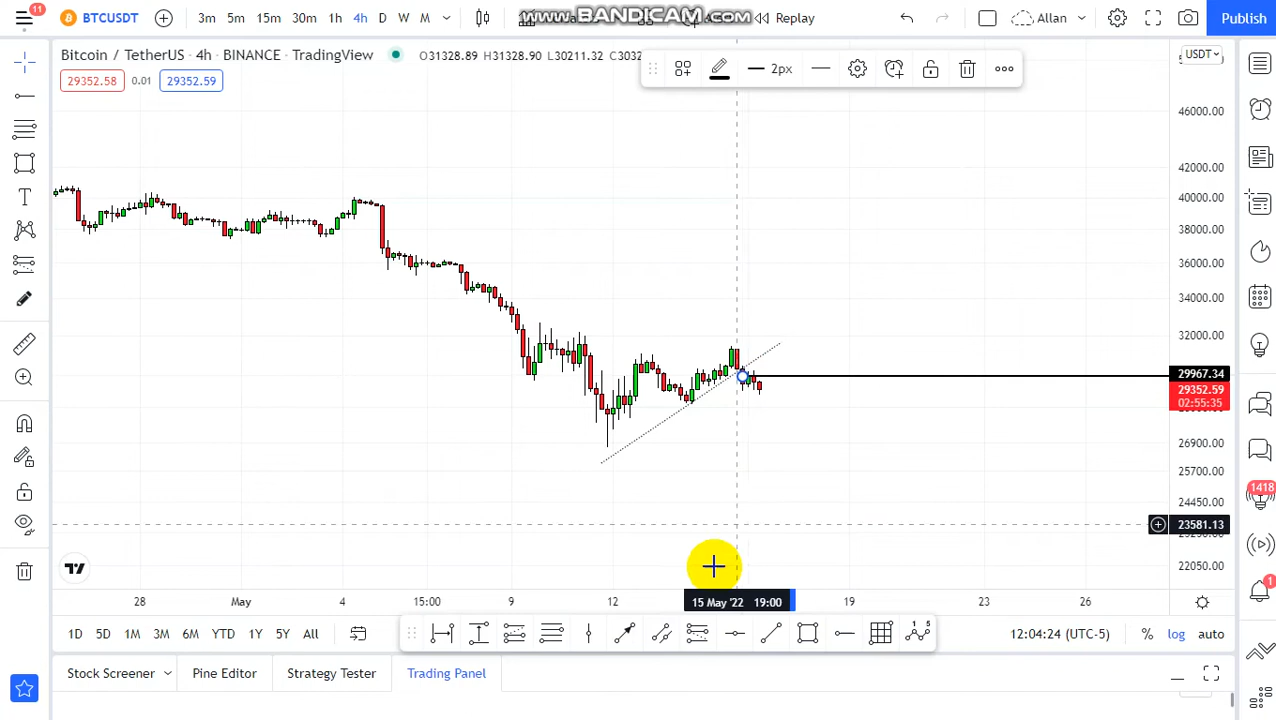 11
BTCUSDT
3m 5m 15m 30m 1h 4h D W M
www.BANDICAM.com
Replay
Allan
Publish
Bitcoin / TetherUS · 4h · BINANCE · TradingView
O31328.89 H31328.90 L30211.32
USDT
29352.58 0.01 29352.59
2px
46000.00
42000.00
40000.00
38000.00
36000.00
34000.00
32000.00
29967.34
29352.59
02:55:35
26900.00
25700.00
24450.00
1418
23581.13
22050.00
1
28 May 4 15:00 9 12 15 May '22 19:00 19 23 26
1D 5D 1M 3M 6M YTD 1Y 5Y All
12:04:24 (UTC-5) % log auto
Stock Screener Pine Editor Strategy Tester Trading Panel